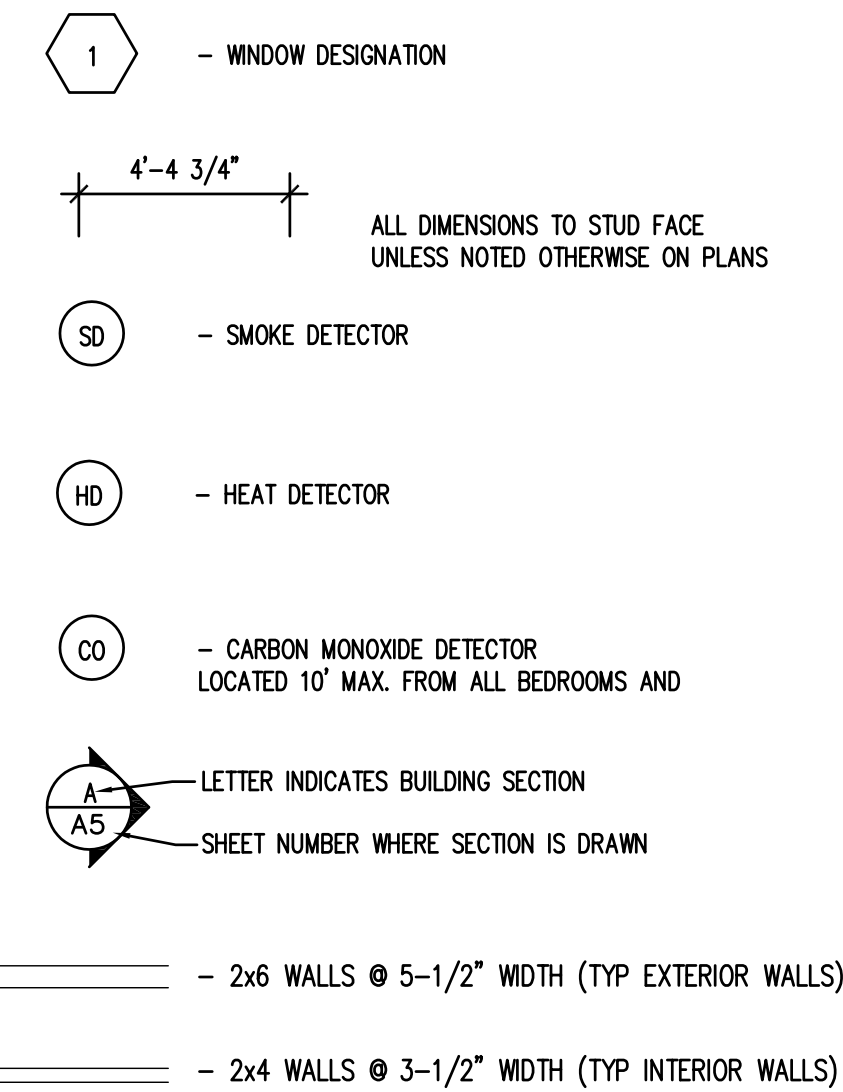 1
– WINDOW DESIGNATION
4'–4 3/4"
ALL DIMENSIONS TO STUD FACE
UNLESS NOTED OTHERWISE ON PLANS
SD
– SMOKE DETECTOR
HD
– HEAT DETECTOR
CO
– CARBON MONOXIDE DETECTOR
LOCATED 10' MAX. FROM ALL BEDROOMS AND
A
LETTER INDICATES BUILDING SECTION
A5
SHEET NUMBER WHERE SECTION IS DRAWN
– 2x6 WALLS @ 5–1/2" WIDTH (TYP EXTERIOR WALLS)
– 2x4 WALLS @ 3–1/2" WIDTH (TYP INTERIOR WALLS)